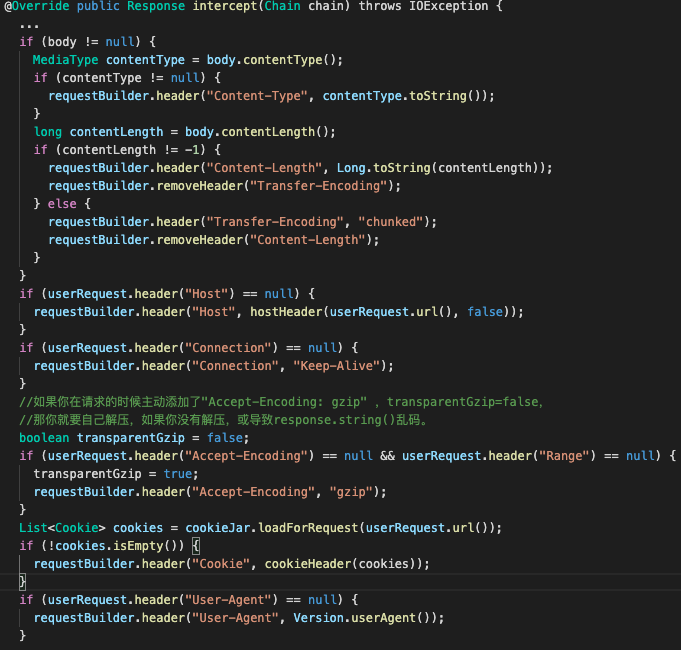 @Override public Response intercept(Chain chain) throws IOException {
  ...
  if (body != null) {
    MediaType contentType = body.contentType();
    if (contentType != null) {
      requestBuilder.header("Content-Type", contentType.toString());
    }
    long contentLength = body.contentLength();
    if (contentLength != -1) {
      requestBuilder.header("Content-Length", Long.toString(contentLength));
      requestBuilder.removeHeader("Transfer-Encoding");
    } else {
      requestBuilder.header("Transfer-Encoding", "chunked");
      requestBuilder.removeHeader("Content-Length");
    }
  }
  if (userRequest.header("Host") == null) {
    requestBuilder.header("Host", hostHeader(userRequest.url(), false));
  }
  if (userRequest.header("Connection") == null) {
    requestBuilder.header("Connection", "Keep-Alive");
  }
  //如果你在请求的时候主动添加了"Accept-Encoding: gzip" ，transparentGzip=false，
  //那你就要自己解压，如果你没有解压，或导致response.string()乱码。
  boolean transparentGzip = false;
  if (userRequest.header("Accept-Encoding") == null && userRequest.header("Range") == null) {
    transparentGzip = true;
    requestBuilder.header("Accept-Encoding", "gzip");
  }
  List<Cookie> cookies = cookieJar.loadForRequest(userRequest.url());
  if (!cookies.isEmpty()) {
    requestBuilder.header("Cookie", cookieHeader(cookies));
  }
  if (userRequest.header("User-Agent") == null) {
    requestBuilder.header("User-Agent", Version.userAgent());
  }